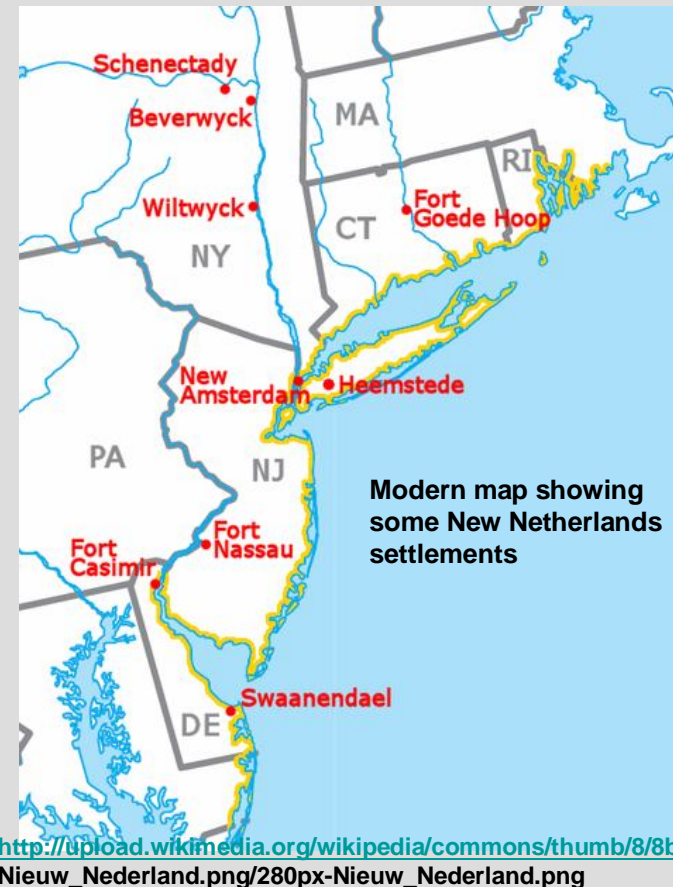 Schenectady
Beverwyck
MA
RI
Wiltwyck
Fort
Goede Hoop
CT
NY
New
Amsterdam
Heemstede
PA
NJ
Modern map showing
some New Netherlands
settlements
Fort
Nassau
Fort
Casimir
Swaanendael
DE
http://upload.wikimedia.org/wikipedia/commons/thumb/8/8b
Nieuw_Nederland.png/280px-Nieuw_Nederland.png